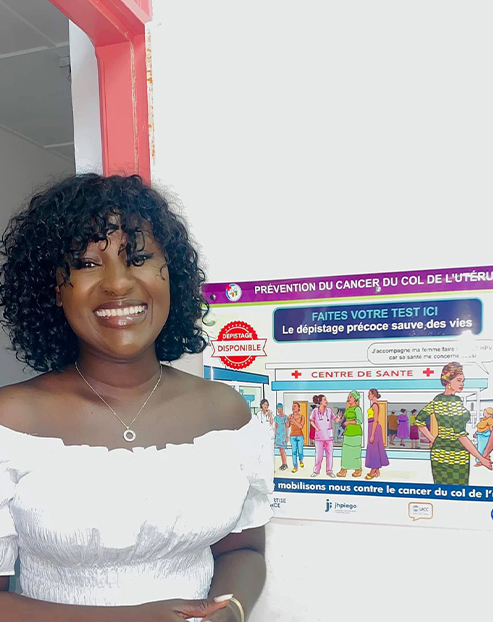 PRÉVENTION DU CANCER DU COL DE L'UTÉRU
FAITES VOTRE TEST ICI
Le dépistage précoce sauve des vies
DÉPISTAGE
DISPONIBLE
J'accompagne ma femme faire
car sa santé me concerne
CENTRE DE SANTE
mobilisons nous contre le cancer du col de l'
jhpiego